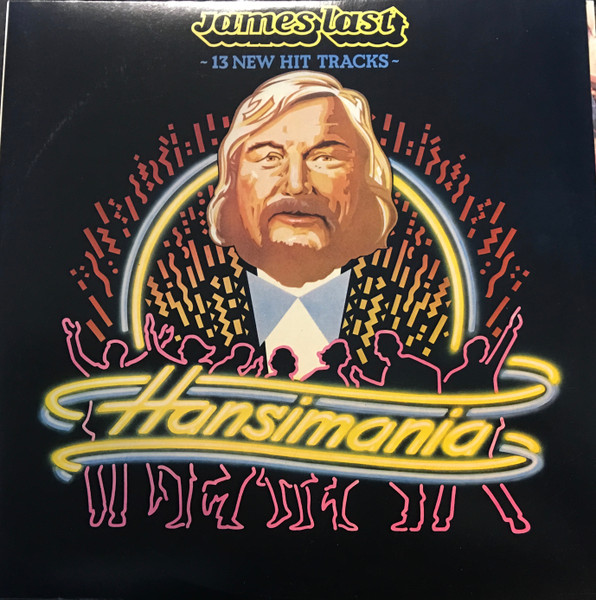 James Last
~ 13 NEW HIT TRACKS ~
Hansimania